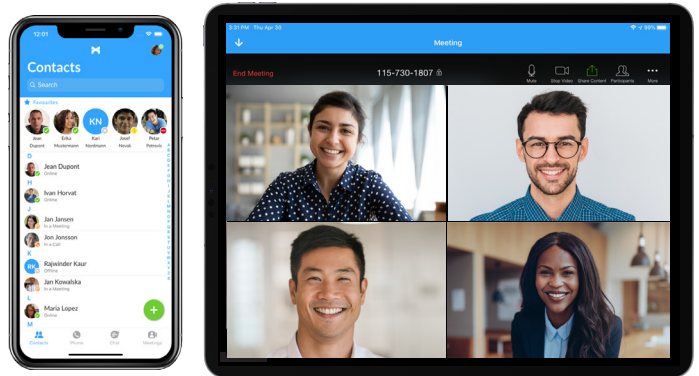 12:01
Contacts
Search
Favourites
Jean Dupont
Erika Mustermann
KN
Kari Nordmann
Josef Novak
Petar Petrovic
D
Jean Dupont
Online
H
Ivan Horvat
Online
J
Jan Jansen
In a Meeting
Jon Jonsson
In a Call
K
RK
Rajwinder Kaur
Offline
Jan Kowalska
In a Meeting
L
Maria Lopez
Online
M
Contacts
Phone
Chat
Meetings
3:31 PM Thu Apr 30
99%
Meeting
End Meeting
115-730-1807
Mute
Stop Video
Share Content
Participants
More